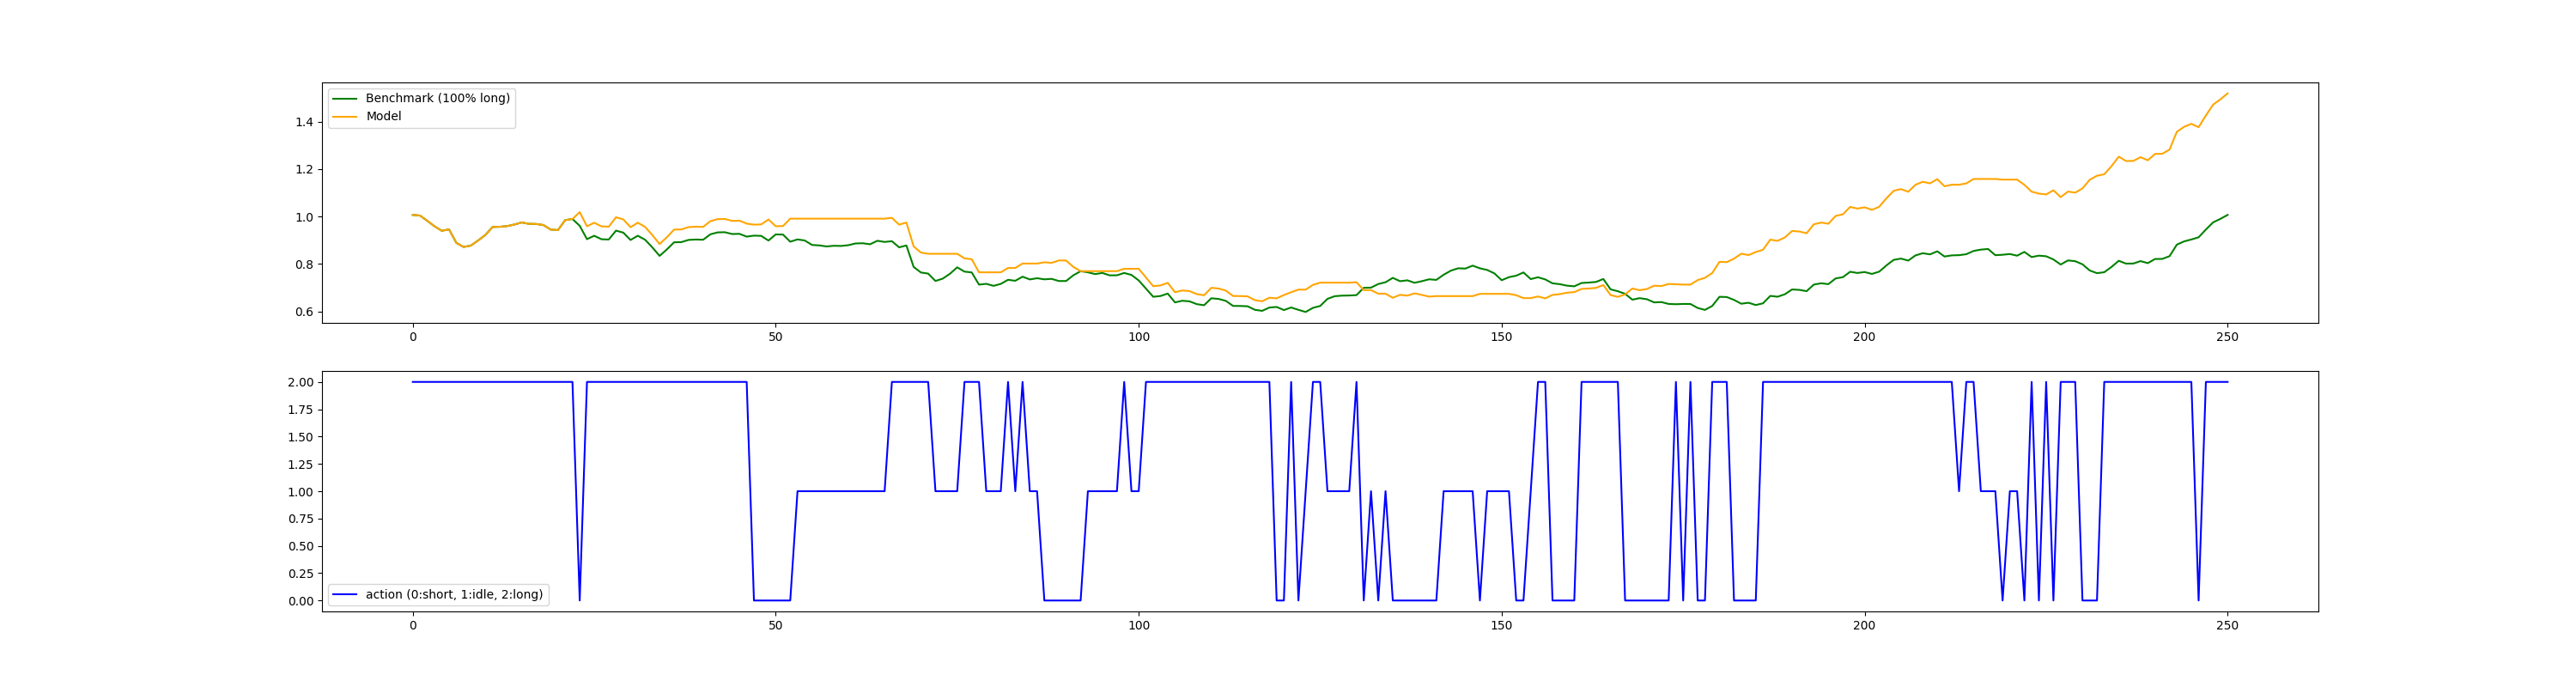 Benchmark (100% long)
Model
1.4
1.2
1.0
0.8
0.6
0 50 100 150 200 250
2.00
1.75
1.50
1.25
1.00
0.75
0.50
0.25
0.00
action (0:short, 1:idle, 2:long)
0 50 100 150 200 250